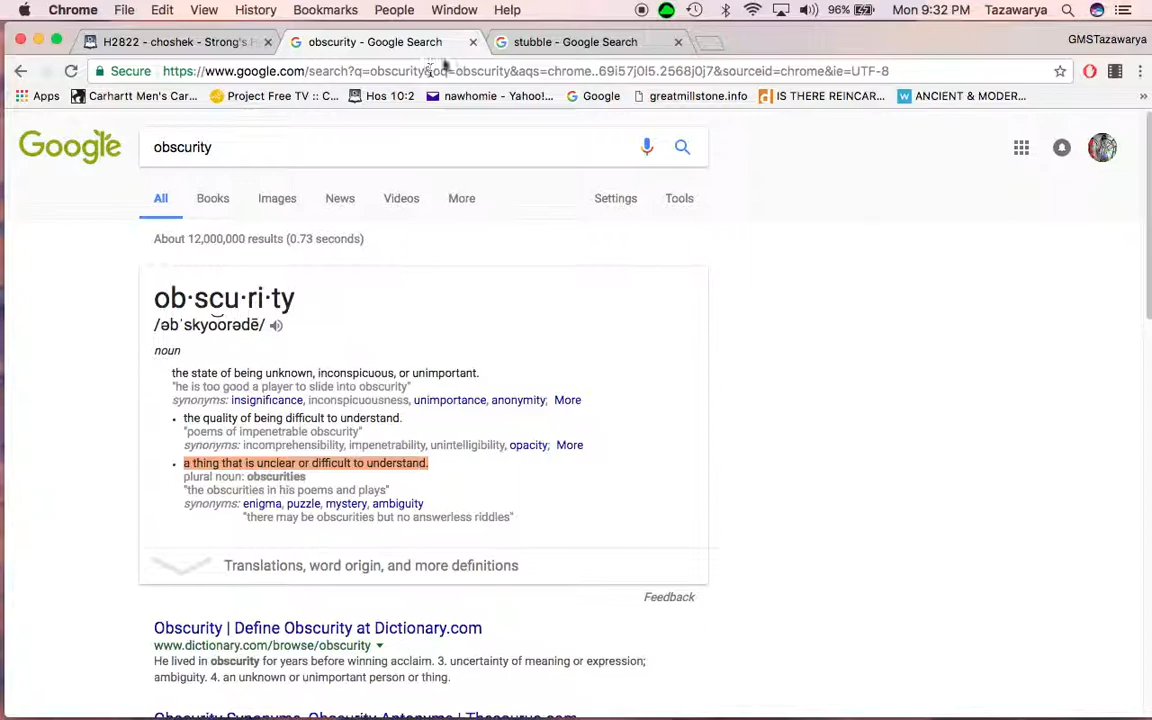 Chrome File Edit View History Bookmarks People Window Help 96% Mon 9:32 PM Tazawarya
H2822 - choshek - Strong's H obscurity - Google Search stubble - Google Search GMSTazawarya
Secure https://www.google.com/search?q=obscurity&oq=obscurity&aqs=chrome..69i57j0l5.2568j0j7&sourceid=chrome&ie=UTF-8
Apps Carhartt Men's Car... Project Free TV :: C... Hos 10:2 nawhomie - Yahoo!... Google greatmillstone.info IS THERE REINCAR... ANCIENT & MODER... »
Google obscurity
All Books Images News Videos More Settings Tools
About 12,000,000 results (0.73 seconds)
ob·scu·ri·ty
/əbˈskyo͝orədē/
noun
the state of being unknown, inconspicuous, or unimportant.
"he is too good a player to slide into obscurity"
synonyms: insignificance, inconspicuousness, unimportance, anonymity; More
• the quality of being difficult to understand.
"poems of impenetrable obscurity"
synonyms: incomprehensibility, impenetrability, unintelligibility, opacity; More
• a thing that is unclear or difficult to understand.
plural noun: obscurities
"the obscurities in his poems and plays"
synonyms: enigma, puzzle, mystery, ambiguity
"there may be obscurities but no answerless riddles"
Translations, word origin, and more definitions
Feedback
Obscurity | Define Obscurity at Dictionary.com
www.dictionary.com/browse/obscurity
He lived in obscurity for years before winning acclaim. 3. uncertainty of meaning or expression;
ambiguity. 4. an unknown or unimportant person or thing.
Obscurity Synonyms, Obscurity Antonyms | Thesaurus.com